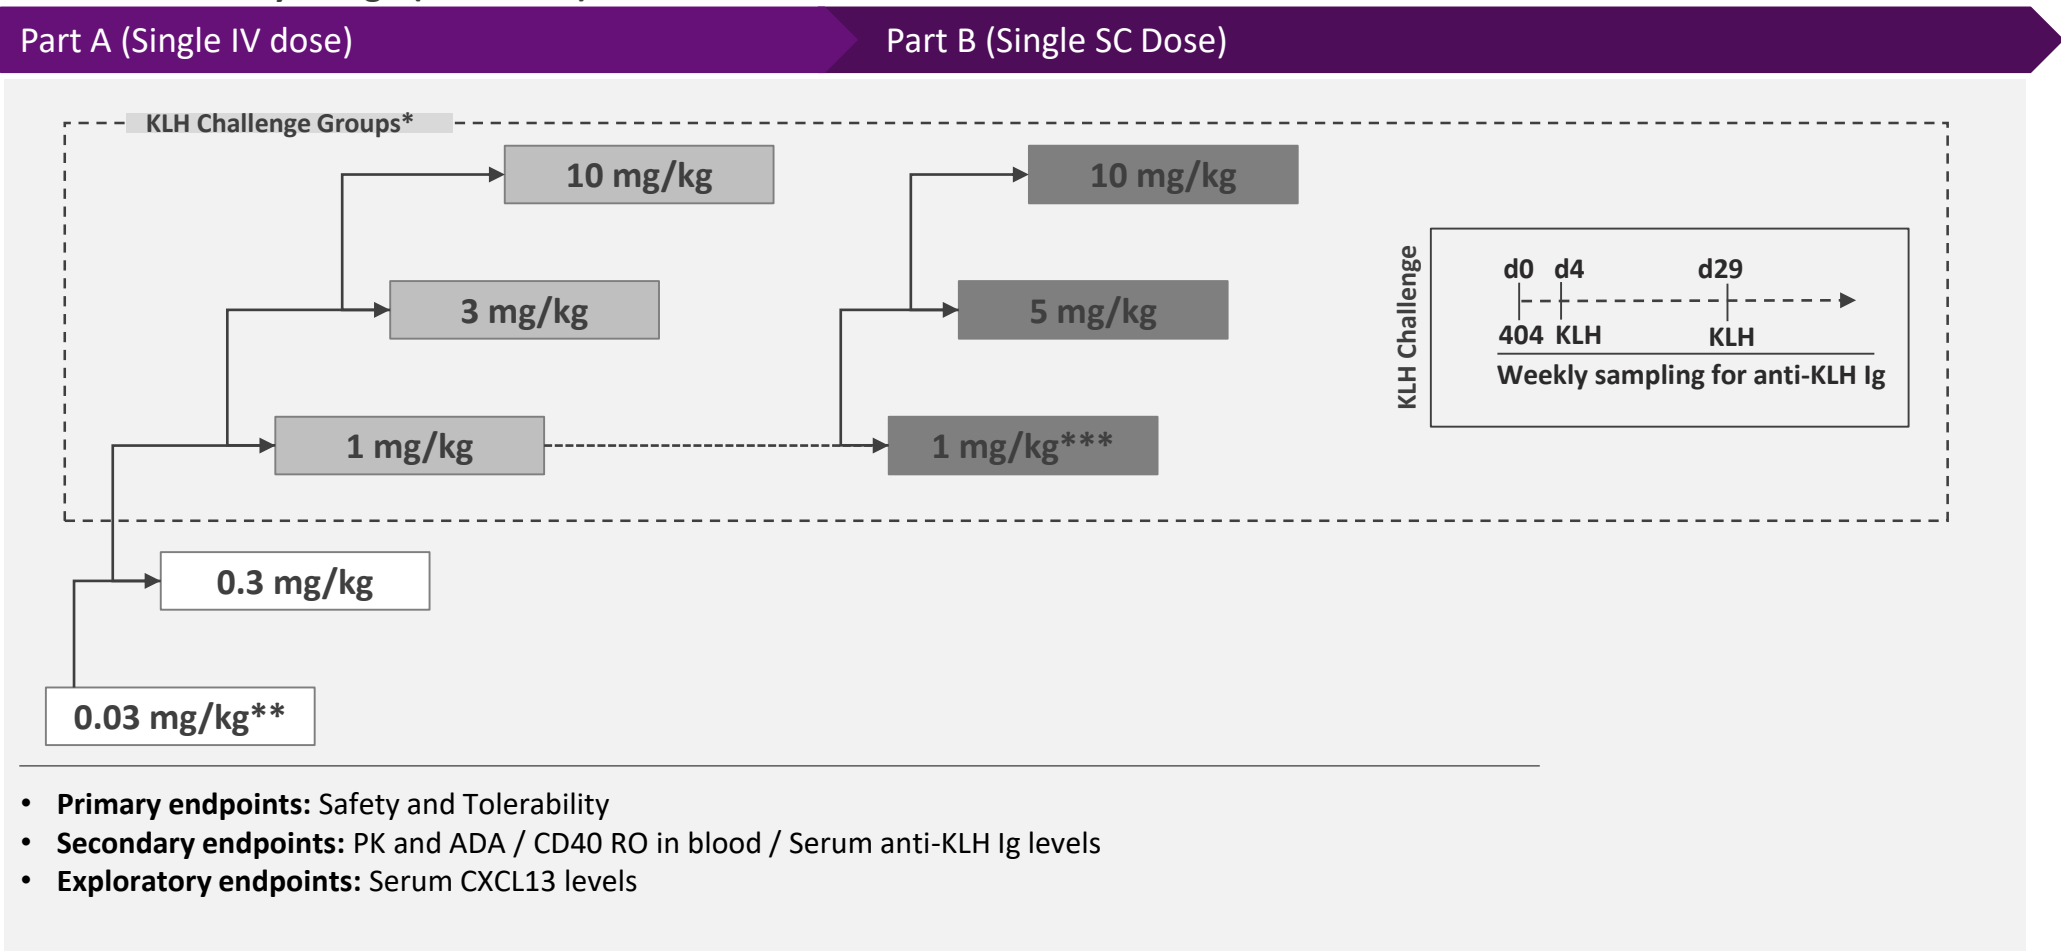 Part A (Single IV dose)
Part B (Single SC Dose)
KLH Challenge Groups*
10 mg/kg
10 mg/kg
3 mg/kg
5 mg/kg
1 mg/kg
1 mg/kg***
0.3 mg/kg
0.03 mg/kg**
KLH Challenge
d0 d4 d29
404 KLH KLH
Weekly sampling for anti-KLH Ig
• Primary endpoints: Safety and Tolerability
• Secondary endpoints: PK and ADA / CD40 RO in blood / Serum anti-KLH Ig levels
• Exploratory endpoints: Serum CXCL13 levels